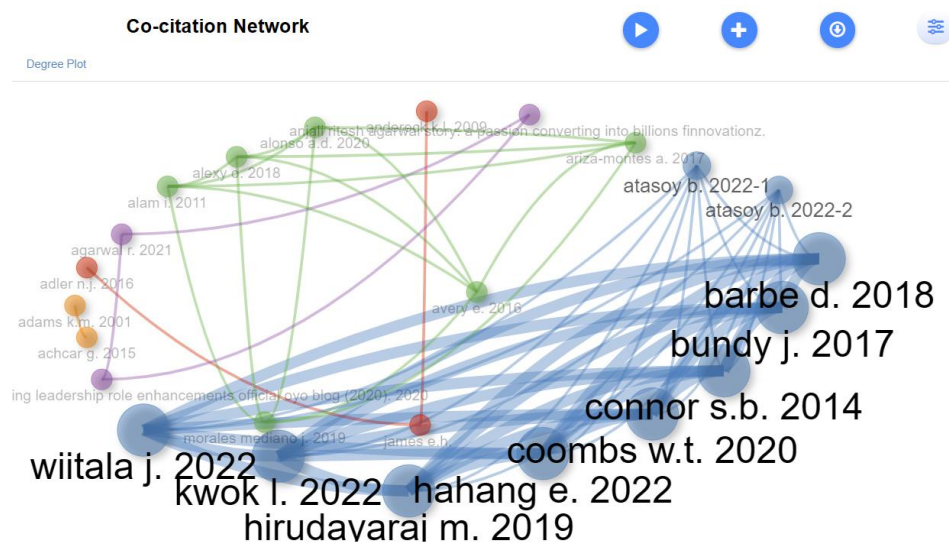 Co-citation Network
Degree Plot
anderegk k.l. 2009
anjali ritesh agarwal story: a passion converting into billions finnovationz.
alonso a.d. 2020
ariza-montes a. 2017
alexy o. 2018
atasoy b. 2022-1
alam i. 2011
atasoy b. 2022-2
agarwal r. 2021
adler n.j. 2016
barbe d. 2018
avery e. 2016
adams k.m. 2001
bundy j. 2017
achcar g. 2015
ing leadership role enhancements official oyo blog (2020). 2020
connor s.b. 2014
morales mediano j. 2019
james e.h.
coombs w.t. 2020
wiitala j. 2022
kwok l. 2022
hahang e. 2022
hirudayaraj m. 2019